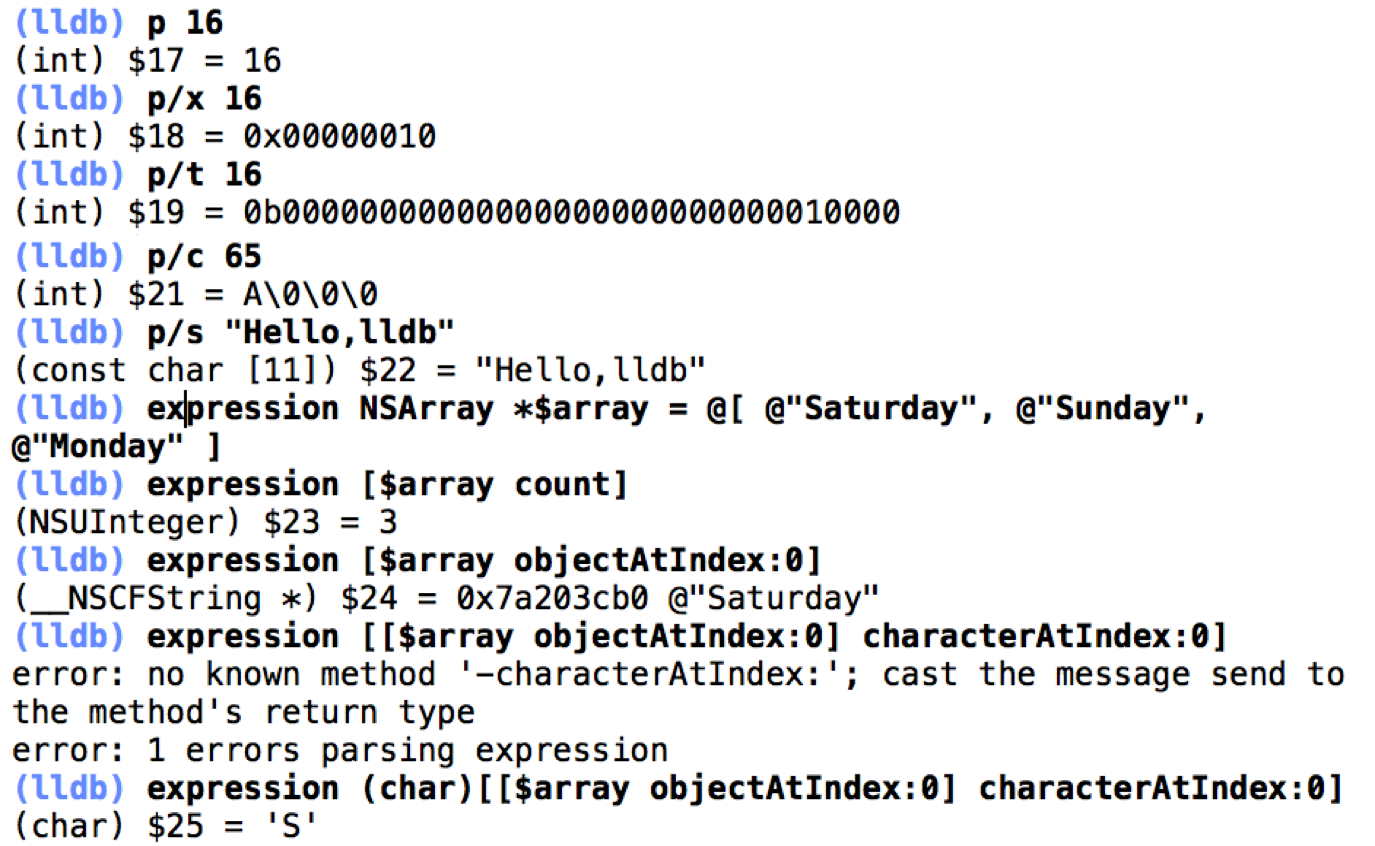 (lldb) p 16
(int) $17 = 16
(lldb) p/x 16
(int) $18 = 0x00000010
(lldb) p/t 16
(int) $19 = 0b00000000000000000000000000010000
(lldb) p/c 65
(int) $21 = A\0\0\0
(lldb) p/s "Hello,lldb"
(const char [11]) $22 = "Hello,lldb"
(lldb) expression NSArray *$array = @[ @"Saturday", @"Sunday",
@"Monday" ]
(lldb) expression [$array count]
(NSUInteger) $23 = 3
(lldb) expression [$array objectAtIndex:0]
(__NSCFString *) $24 = 0x7a203cb0 @"Saturday"
(lldb) expression [[$array objectAtIndex:0] characterAtIndex:0]
error: no known method '-characterAtIndex:'; cast the message send to
the method's return type
error: 1 errors parsing expression
(lldb) expression (char)[[$array objectAtIndex:0] characterAtIndex:0]
(char) $25 = 'S'